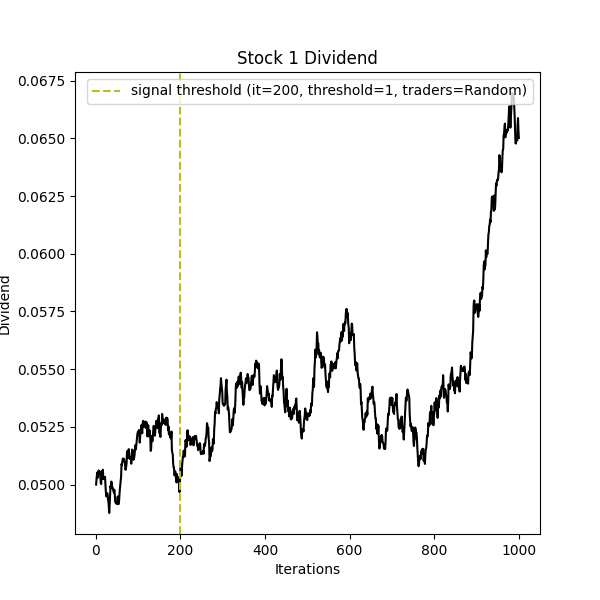 Stock 1 Dividend
signal threshold (it=200, threshold=1, traders=Random)
0.0675
0.0650
0.0625
0.0600
0.0575
0.0550
0.0525
0.0500
Dividend
0 200 400 600 800 1000
Iterations